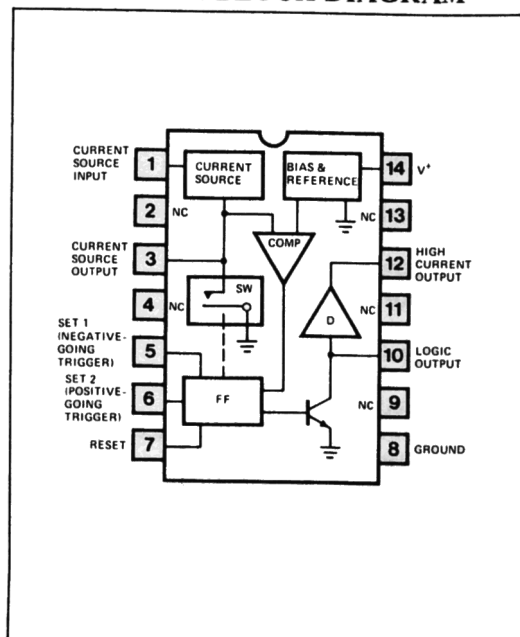 BLOCK DIAGRAM
CURRENT
SOURCE
INPUT
1
CURRENT
SOURCE
BIAS &
REFERENCE
14
V+
2
NC
NC
13
COMP
CURRENT
SOURCE
OUTPUT
3
12
HIGH
CURRENT
OUTPUT
4
NC
SW
NC
11
D
SET 1
(NEGATIVE-
GOING
TRIGGER)
5
10
LOGIC
OUTPUT
SET 2
(POSITIVE-
GOING
TRIGGER)
6
FF
NC
9
RESET
7
8
GROUND